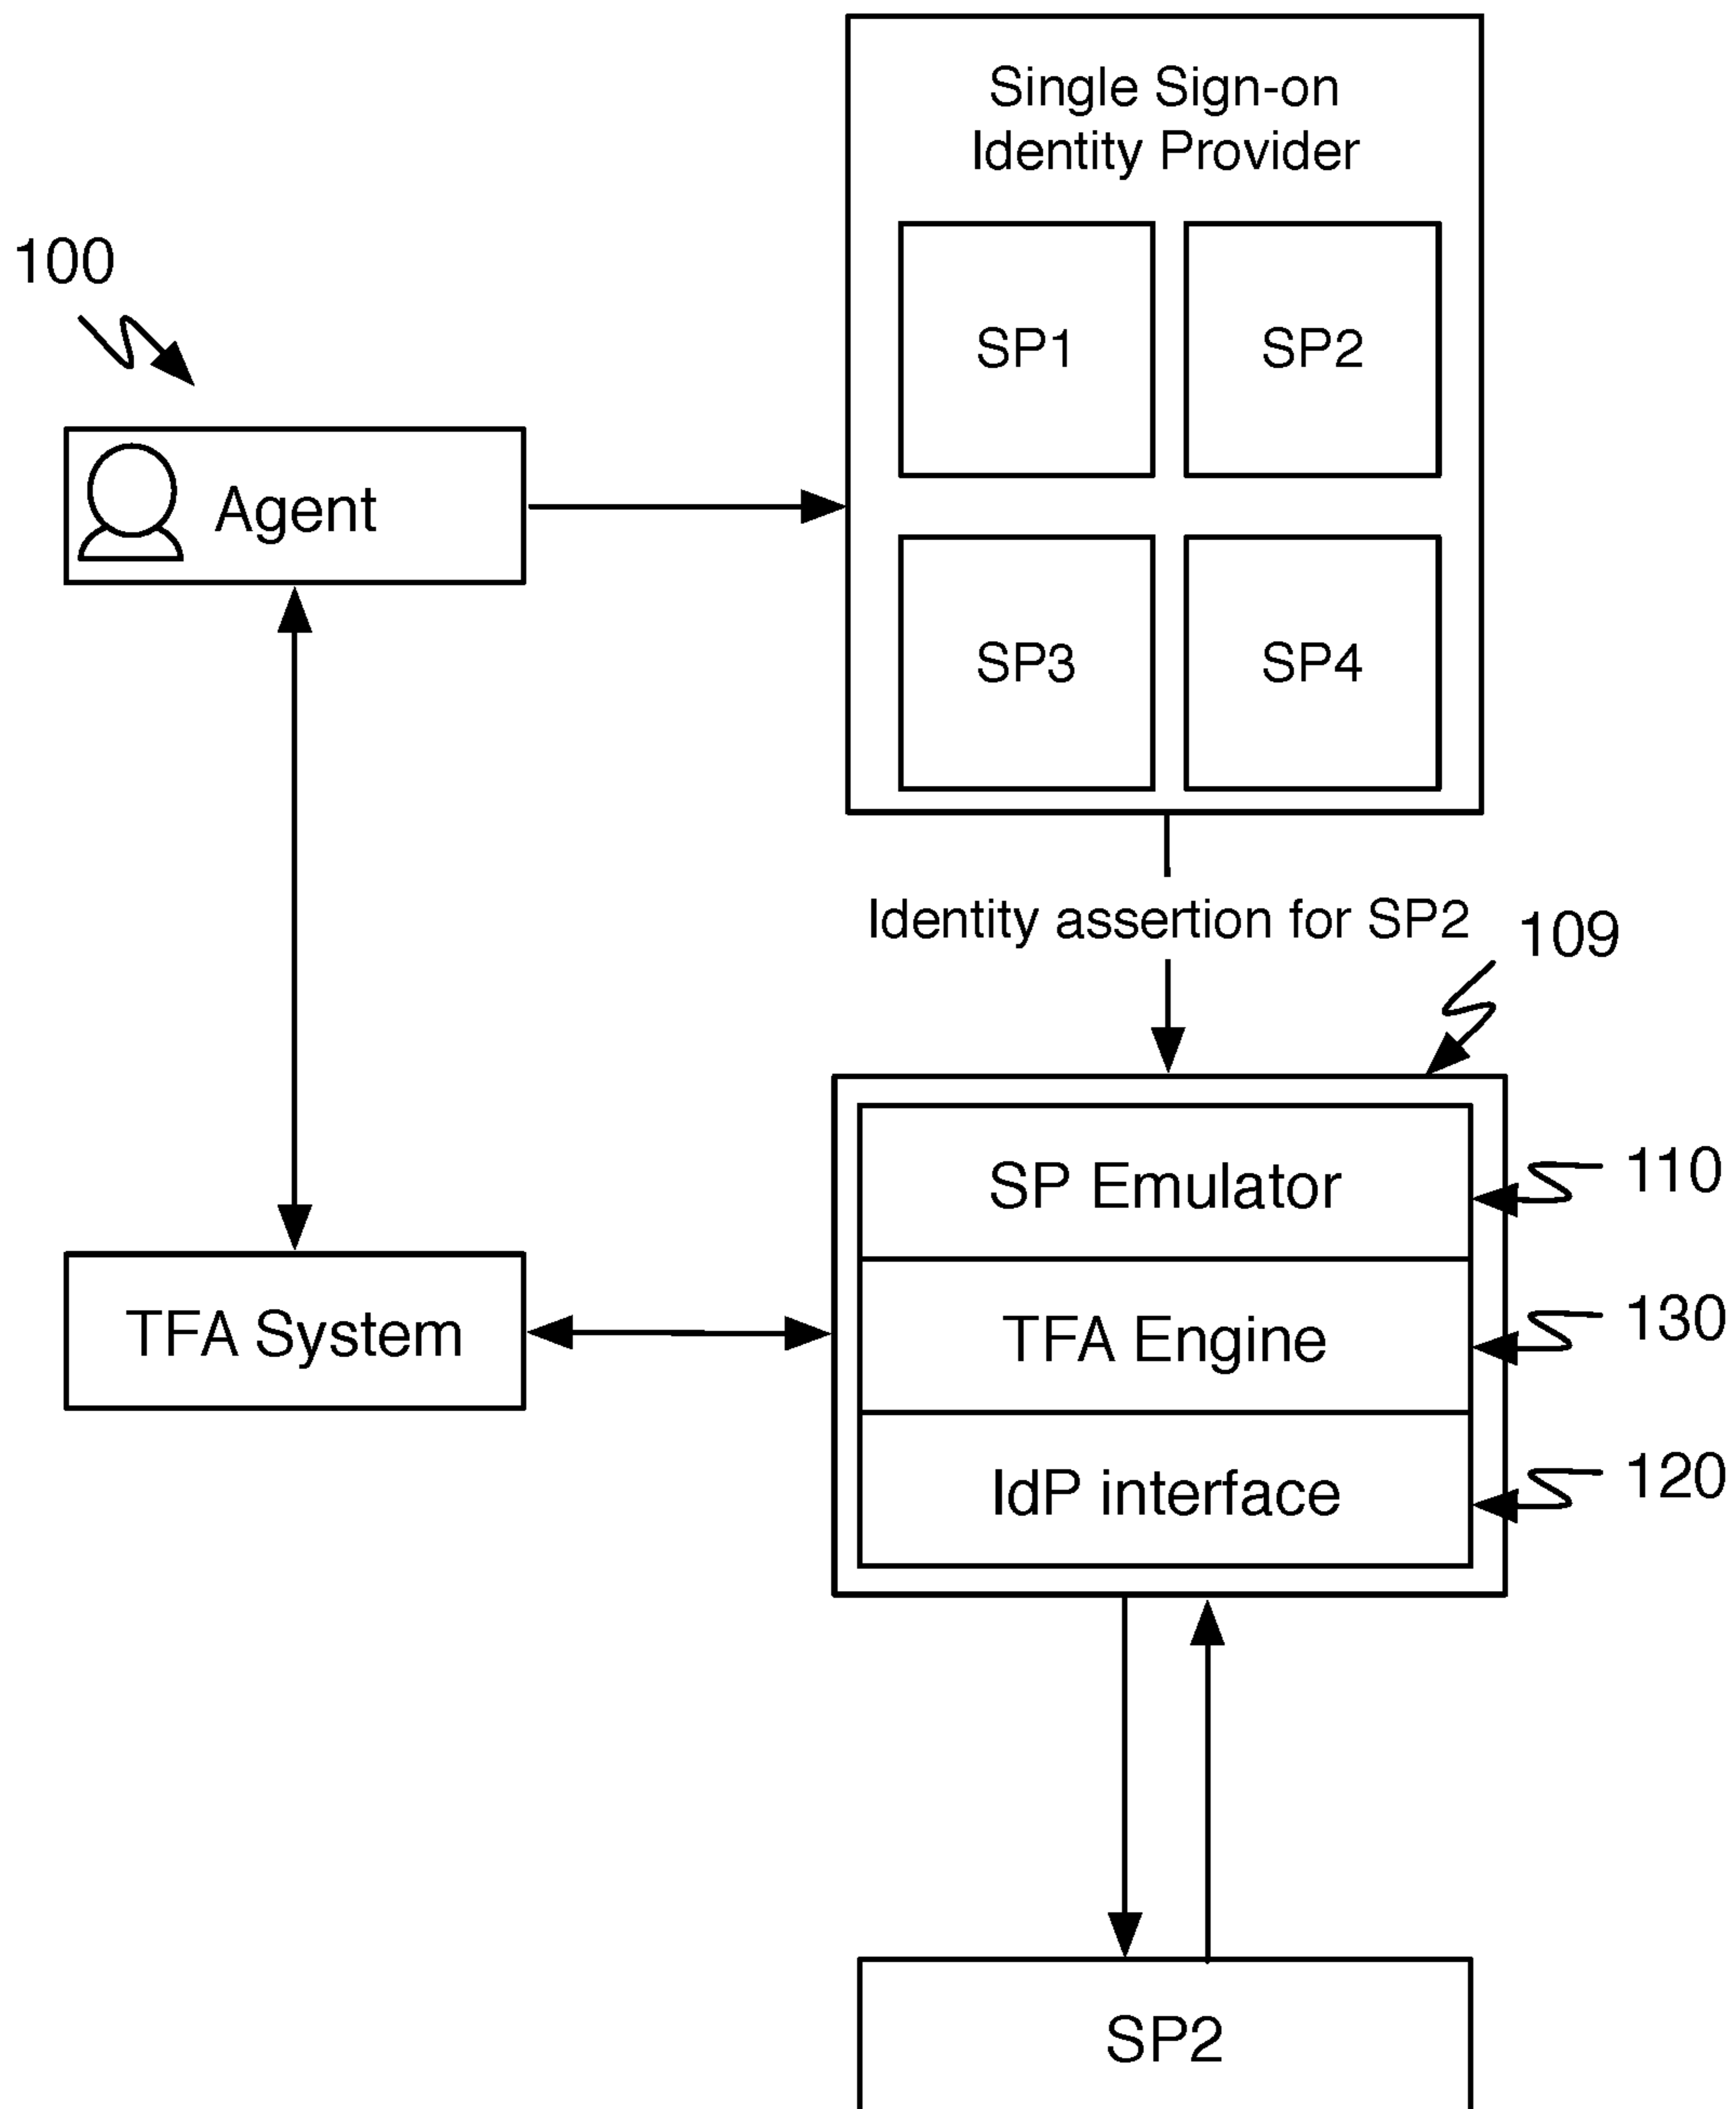 Single Sign-on
Identity Provider
100
SP1
SP2
Agent
SP3
SP4
Identity assertion for SP2
109
SP Emulator
110
TFA System
TFA Engine
130
IdP interface
120
SP2